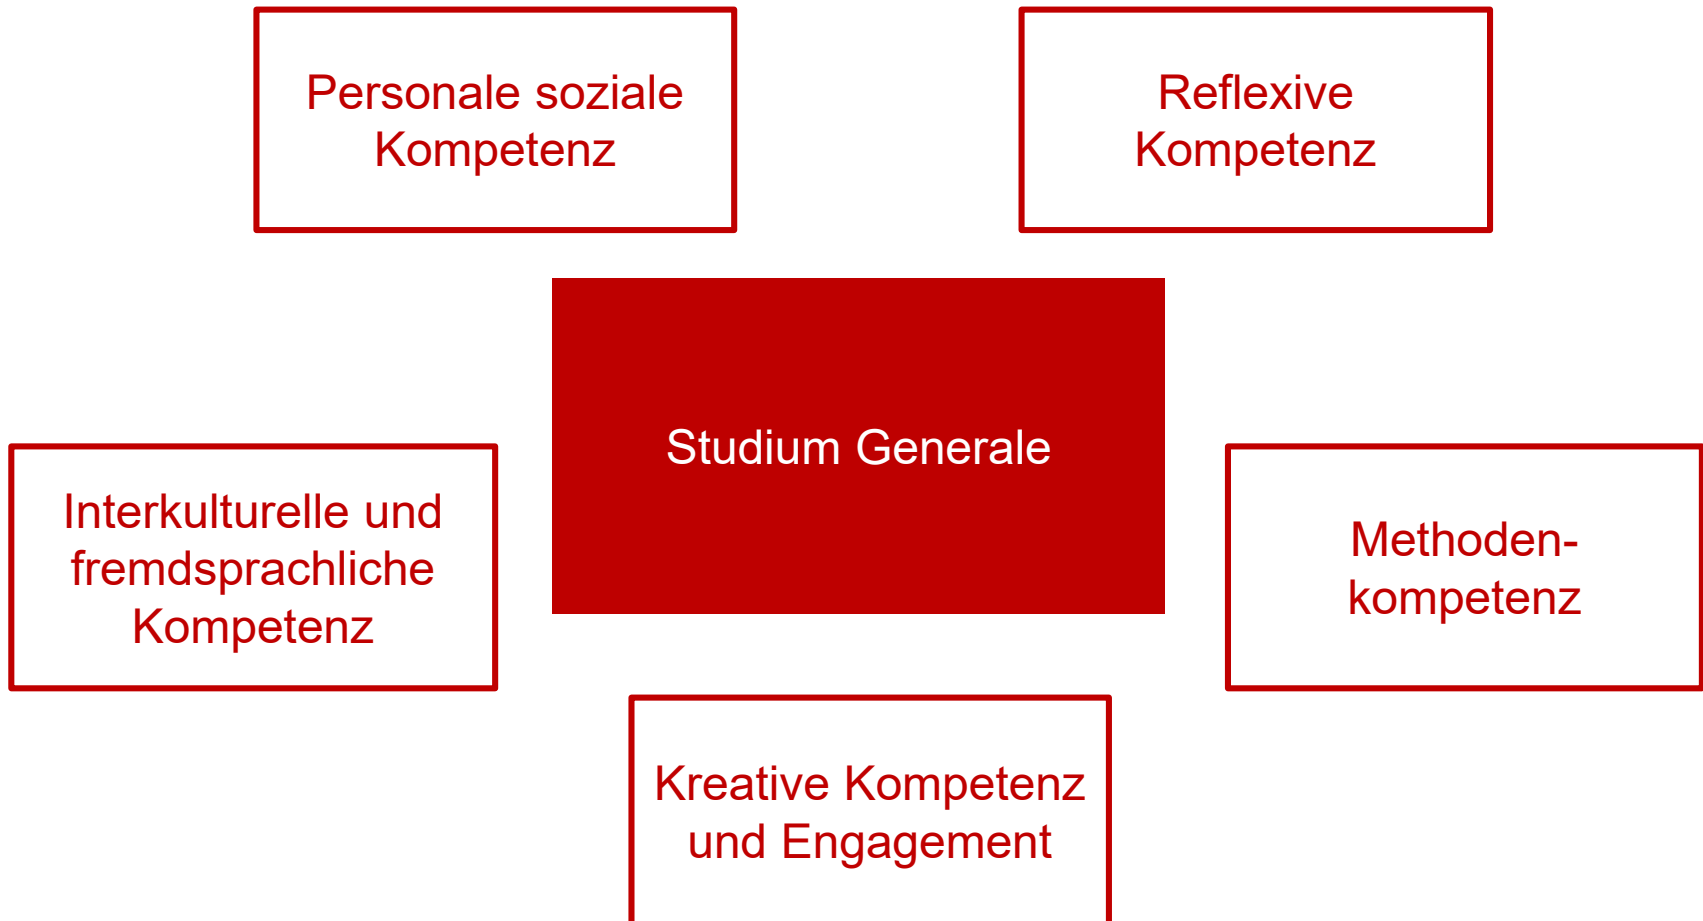 Personale soziale
Kompetenz
Reflexive
Kompetenz
Studium Generale
Interkulturelle und
fremdsprachliche
Kompetenz
Methoden-
kompetenz
Kreative Kompetenz
und Engagement